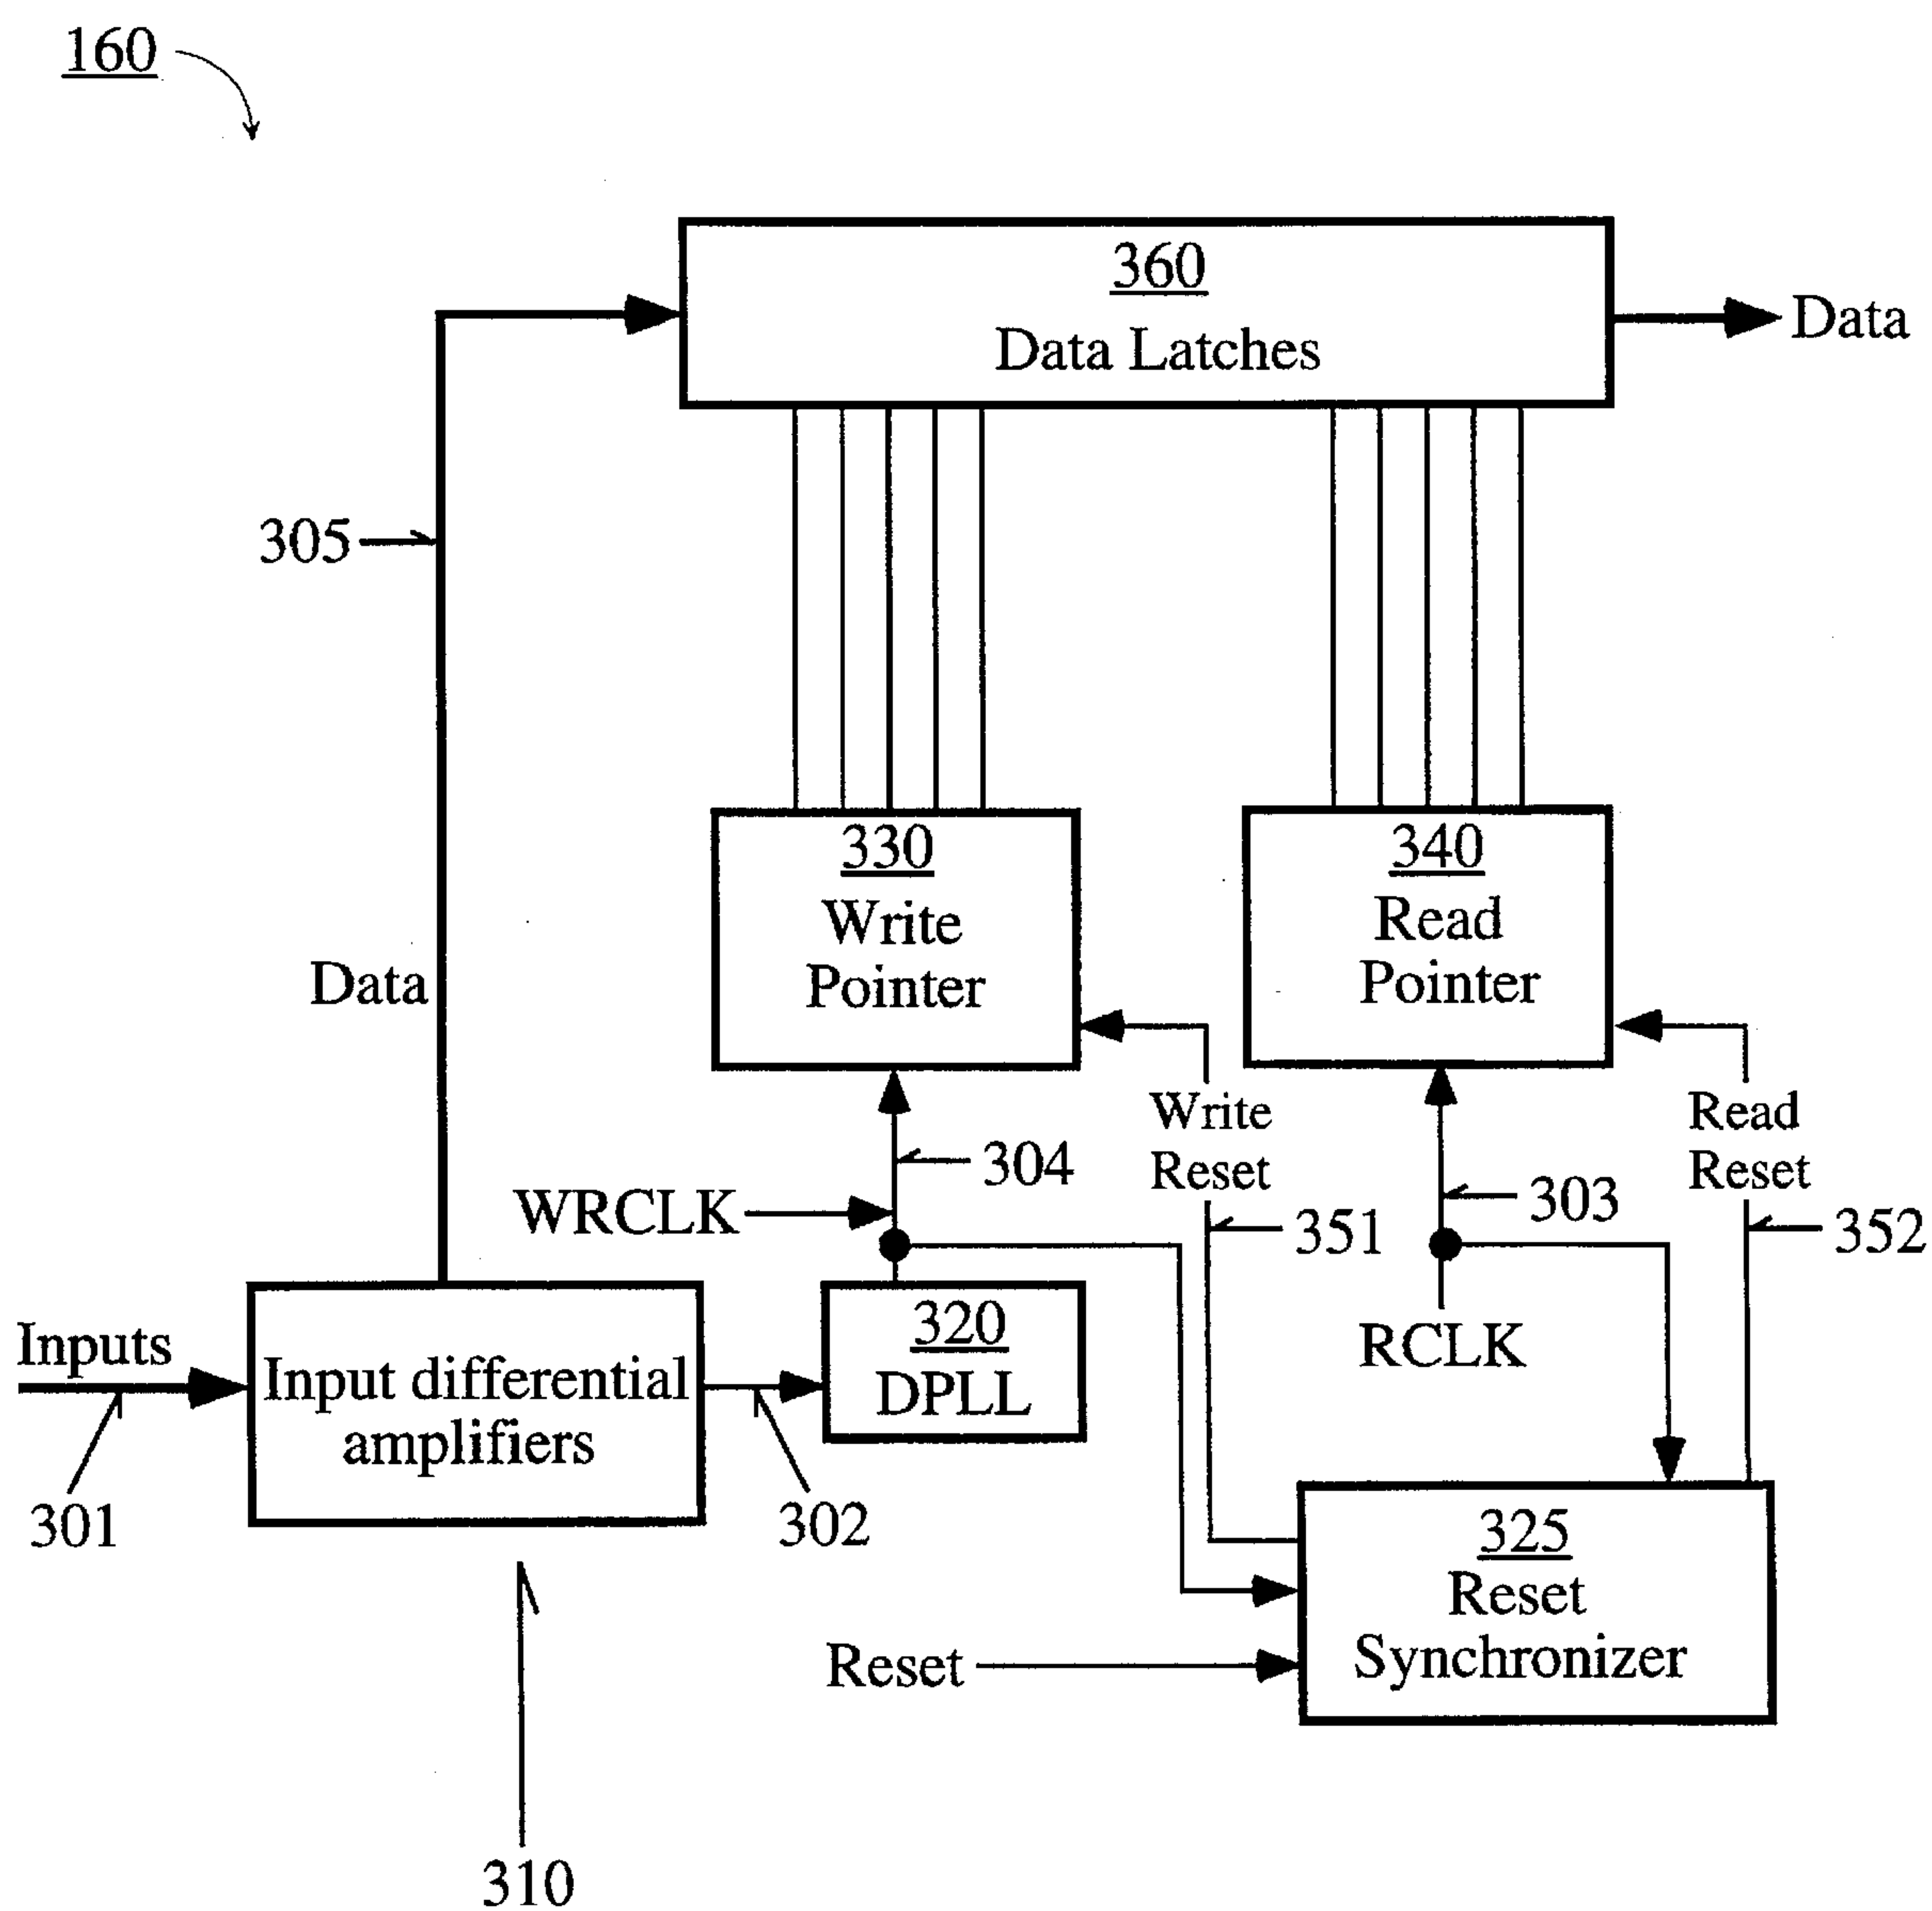 160
360
Data Latches
Data
305
330
Write
Pointer
340
Read
Pointer
Data
Write
Reset
Read
Reset
304
303
WRCLK
351
352
Inputs
Input differential
amplifiers
320
DPLL
RCLK
301
302
325
Reset
Synchronizer
Reset
310